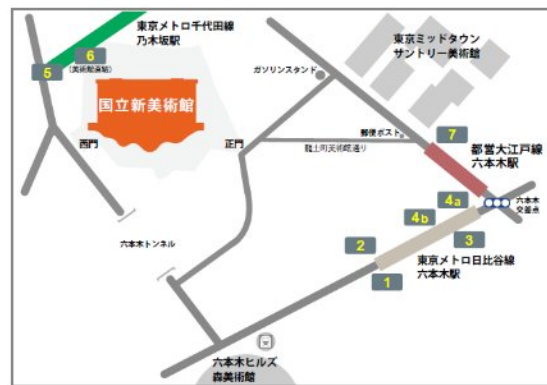 東京メトロ千代田線
乃木坂駅
6
(美術館直結)
5
国立新美術館
西門
正門
ガソリンスタンド
東京ミッドタウン
サントリー美術館
郵便ポスト
龍土町美術館通り
7
都営大江戸線
六本木駅
4a
4b
六本木
交差点
3
2
1
東京メトロ日比谷線
六本木駅
六本木トンネル
六本木ヒルズ
森美術館